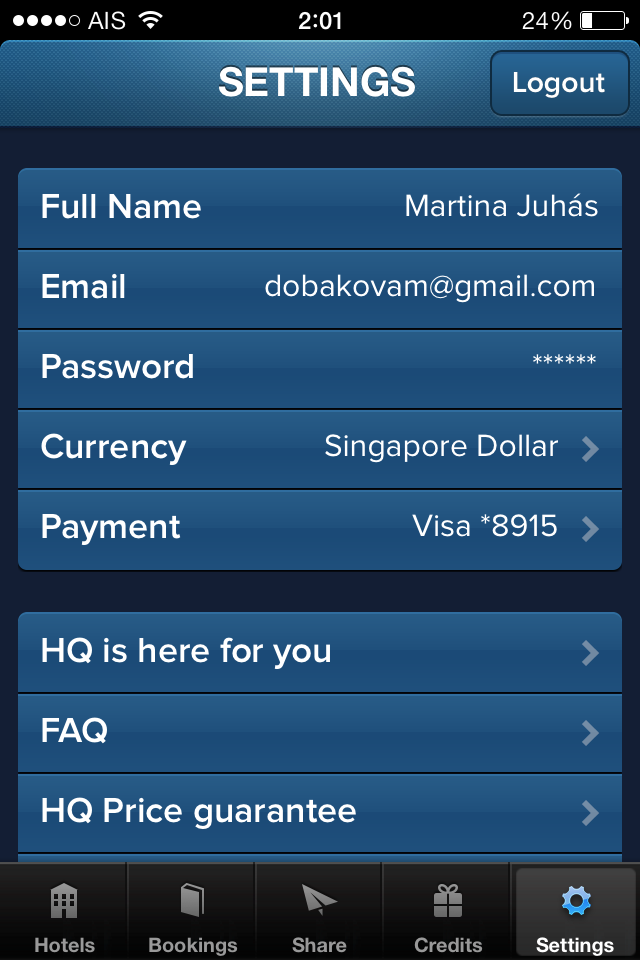 AIS 2:01 24%
SETTINGS Logout
Full Name Martina Juhás
Email dobakovam@gmail.com
Password ******
Currency Singapore Dollar
Payment Visa *8915
HQ is here for you
FAQ
HQ Price guarantee
Hotels Bookings Share Credits Settings